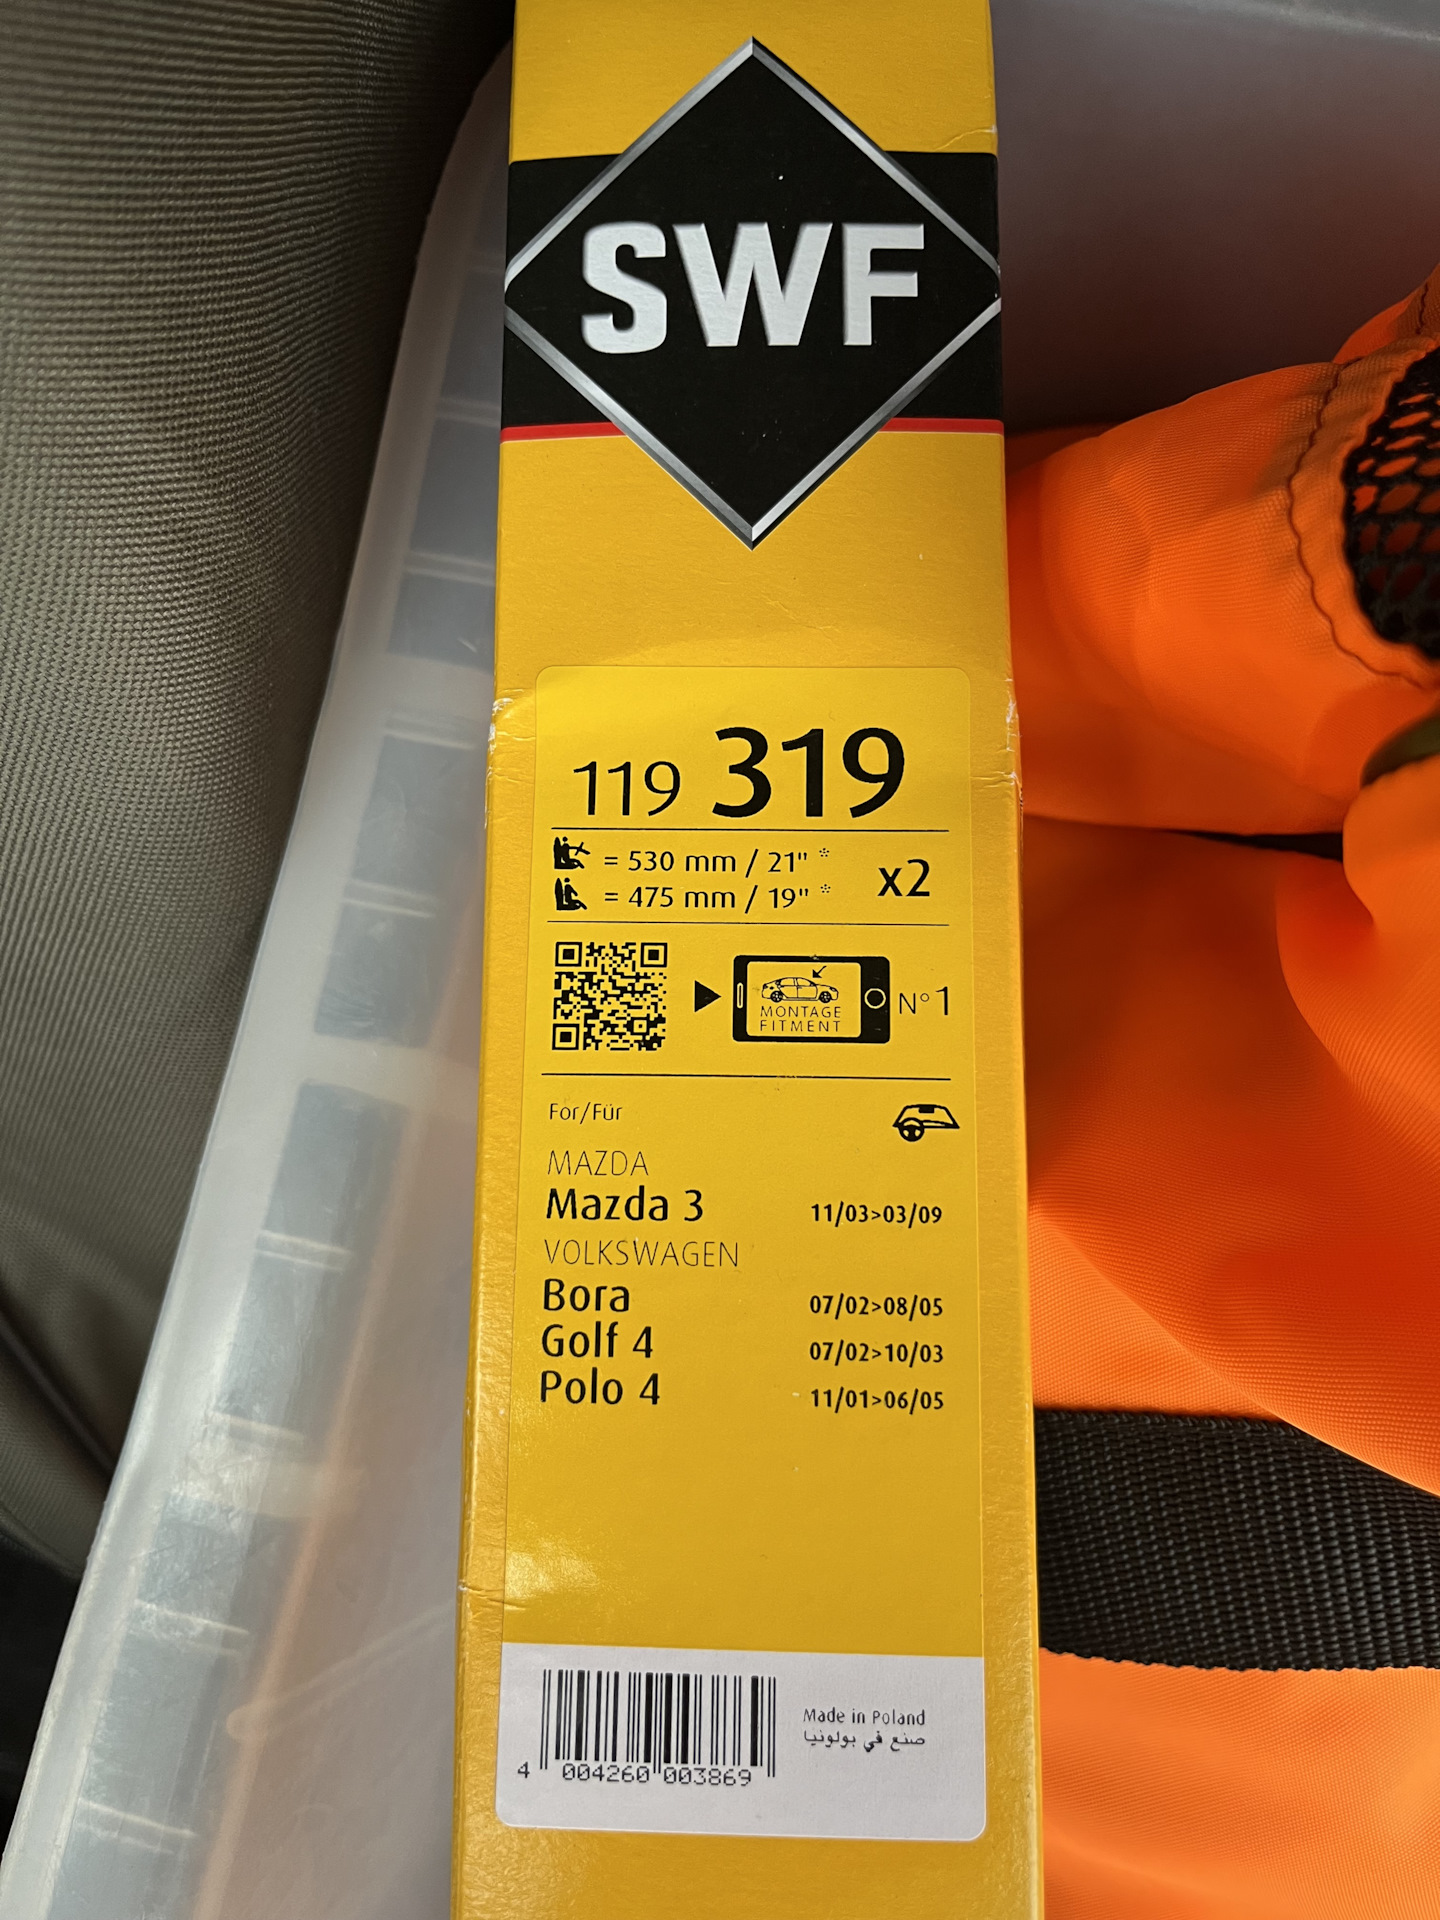 SWF
119 319
= 530 mm / 21" *
= 475 mm / 19" *
x2
MONTAGE
FITMENT
N° 1
For/Für
MAZDA
Mazda 3 11/03>03/09
VOLKSWAGEN
Bora 07/02>08/05
Golf 4 07/02>10/03
Polo 4 11/01>06/05
Made in Poland
صنع في بولونيا
4 004260 003869